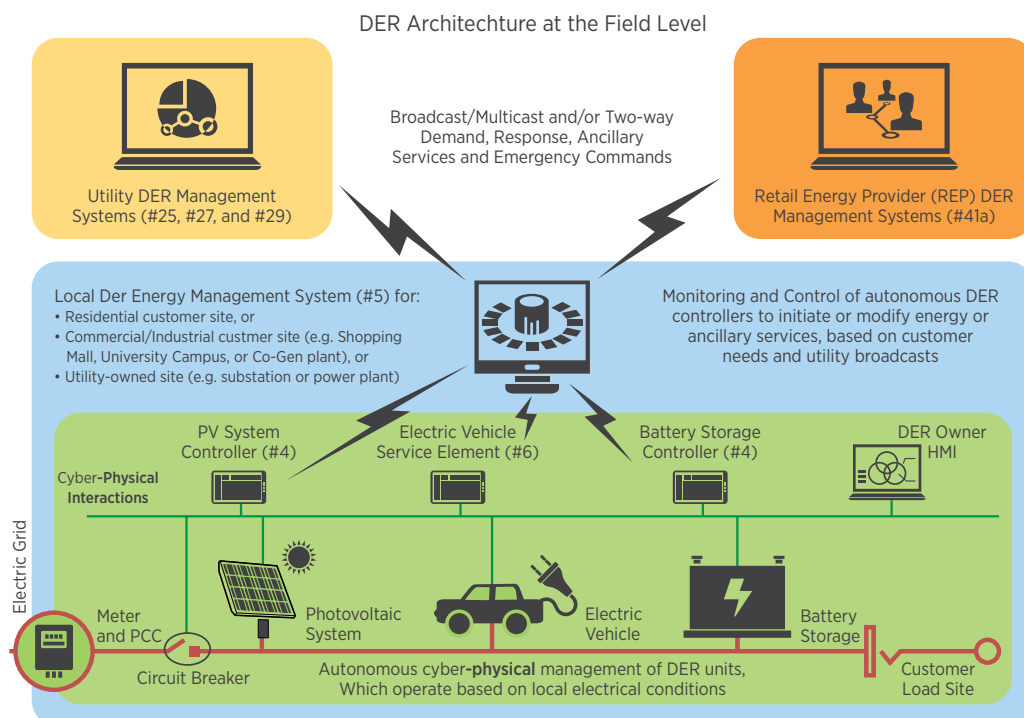 DER Architechture at the Field Level
Broadcast/Multicast and/or Two-way
Demand, Response, Ancillary
Services and Emergency Commands
Utility DER Management
Systems (#25, #27, and #29)
Retail Energy Provider (REP) DER
Management Systems (#41a)
Local Der Energy Management System (#5) for:
• Residential customer site, or
• Commercial/Industrial custmer site (e.g. Shopping
Mall, University Campus, or Co-Gen plant), or
• Utility-owned site (e.g. substation or power plant)
Monitoring and Control of autonomous DER
controllers to initiate or modify energy or
ancillary services, based on customer
needs and utility broadcasts
PV System
Controller (#4)
Electric Vehicle
Service Element (#6)
Battery Storage
Controller (#4)
DER Owner
HMI
Cyber-Physical
Interactions
Electric Grid
Meter
and PCC
Circuit Breaker
Photovoltaic
System
Electric
Vehicle
Battery
Storage
Autonomous cyber-physical management of DER units,
Which operate based on local electrical conditions
Customer
Load Site